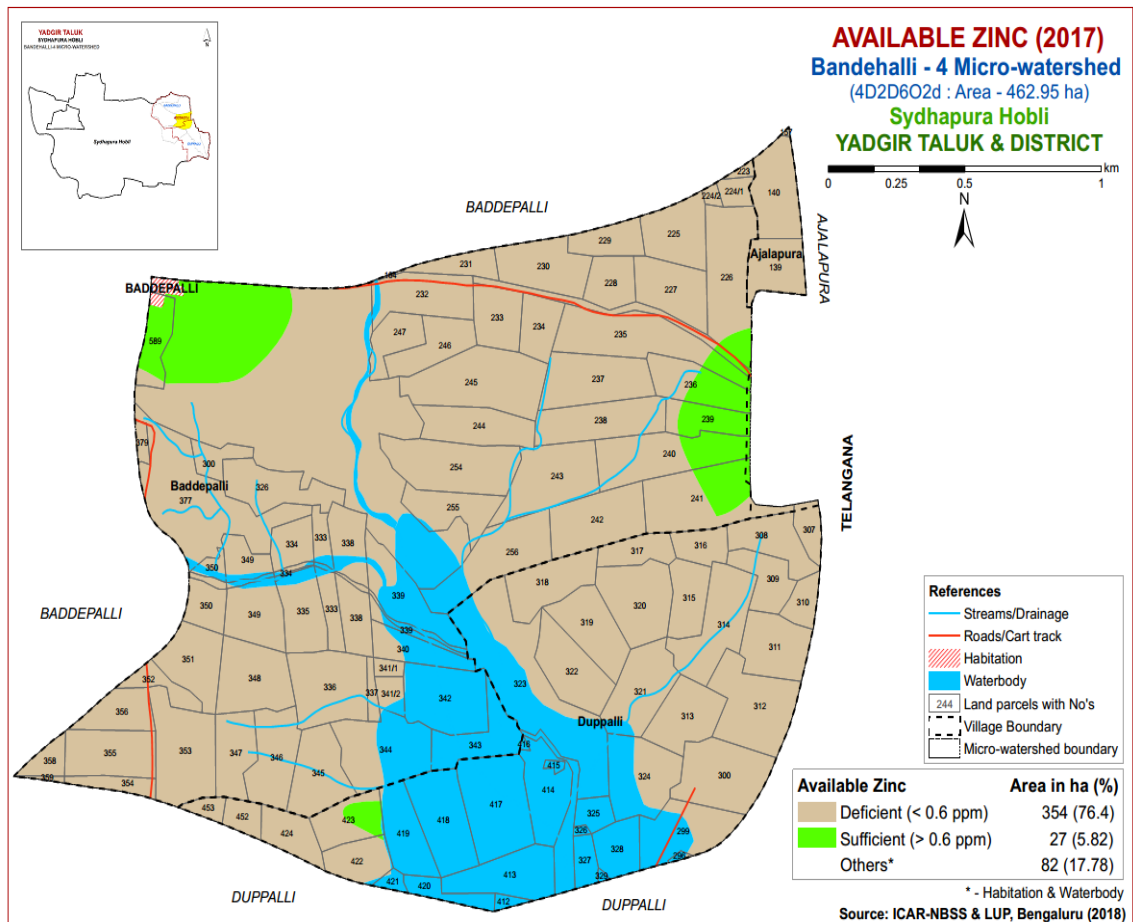 YADGIR TALUK
SYDHAPURA HOBLI
BANDEHALLI-4 MICRO-WATERSHED
N
Sydhapura Hobli
DUPPALLI
AVAILABLE ZINC (2017)
Bandehalli - 4 Micro-watershed
(4D2D6O2d : Area - 462.95 ha)
Sydhapura Hobli
YADGIR TALUK & DISTRICT
km
0 0.25 0.5 1
N
BADDEPALLI
223
224/2 224/1 140
225
229
AJALAPURA
Ajalapura
139
231 230
226
228 227
BADDEPALLI
232
233 234 235
247
246
589
245
237 236
244 238 239
379
300
254 240
Baddepalli
326
243
377
241
255
242
TELANGANA
334 333 338
256
317 316 308 307
350 349
334
318
309
339
310
350 349 335 333 338
320 315
314
BADDEPALLI
339
319
340
311
351
341/1
322
352 348 336 337 341/2
323 321
342
312
356
Duppalli
313
344 343
416
358 355 353 347 346
415
359 354
345
324 300
414
453
417
452 423 419 418
325
424
326 299
328
422
327
413
421 420
329
412
DUPPALLI
DUPPALLI
References
Streams/Drainage
Roads/Cart track
Habitation
Waterbody
244 Land parcels with No's
Village Boundary
Micro-watershed boundary
Available Zinc Area in ha (%)
Deficient (< 0.6 ppm) 354 (76.4)
Sufficient (> 0.6 ppm) 27 (5.82)
Others* 82 (17.78)
* - Habitation & Waterbody
Source: ICAR-NBSS & LUP, Bengaluru (2018)